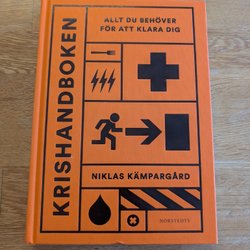 KRISHANDBOKEN
ALLT DU BEHÖVER
FÖR ATT KLARA DIG
NIKLAS KÄMPARGÅRD
NORSTEDTS